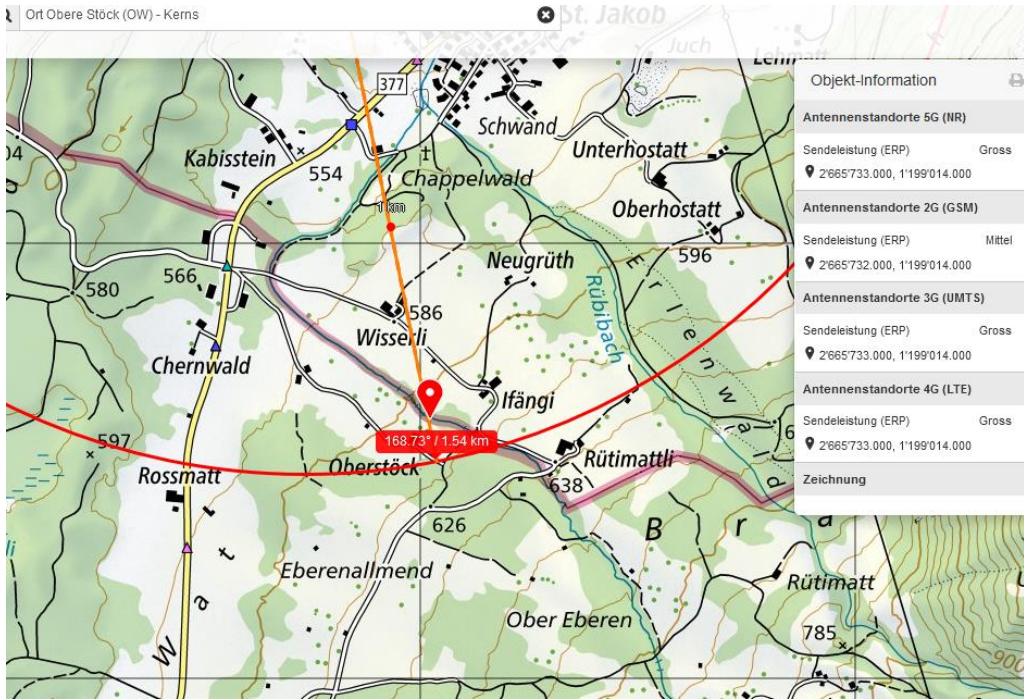 Ort Obere Stöck (OW) - Kerns
St. Jakob
Juch
Lehmatt
377
Schwand
Kabisstein
554
Chappelwald
Unterhostatt
Oberhostatt
1 km
04
566
580
Neugrüth
596
Rübibach
Erlenwald
586
Wisserli
Chernwald
Ifängi
168.73° / 1.54 km
597
Oberstöck
Rütimattli
Rossmatt
638
626
Eberenallmend
Ober Eberen
Rütimatt
785
900
Objekt-Information
Antennenstandorte 5G (NR)
Sendeleistung (ERP) Gross
2'665'733.000, 1'199'014.000
Antennenstandorte 2G (GSM)
Sendeleistung (ERP) Mittel
2'665'732.000, 1'199'014.000
Antennenstandorte 3G (UMTS)
Sendeleistung (ERP) Gross
2'665'733.000, 1'199'014.000
Antennenstandorte 4G (LTE)
Sendeleistung (ERP) Gross
2'665'733.000, 1'199'014.000
Zeichnung